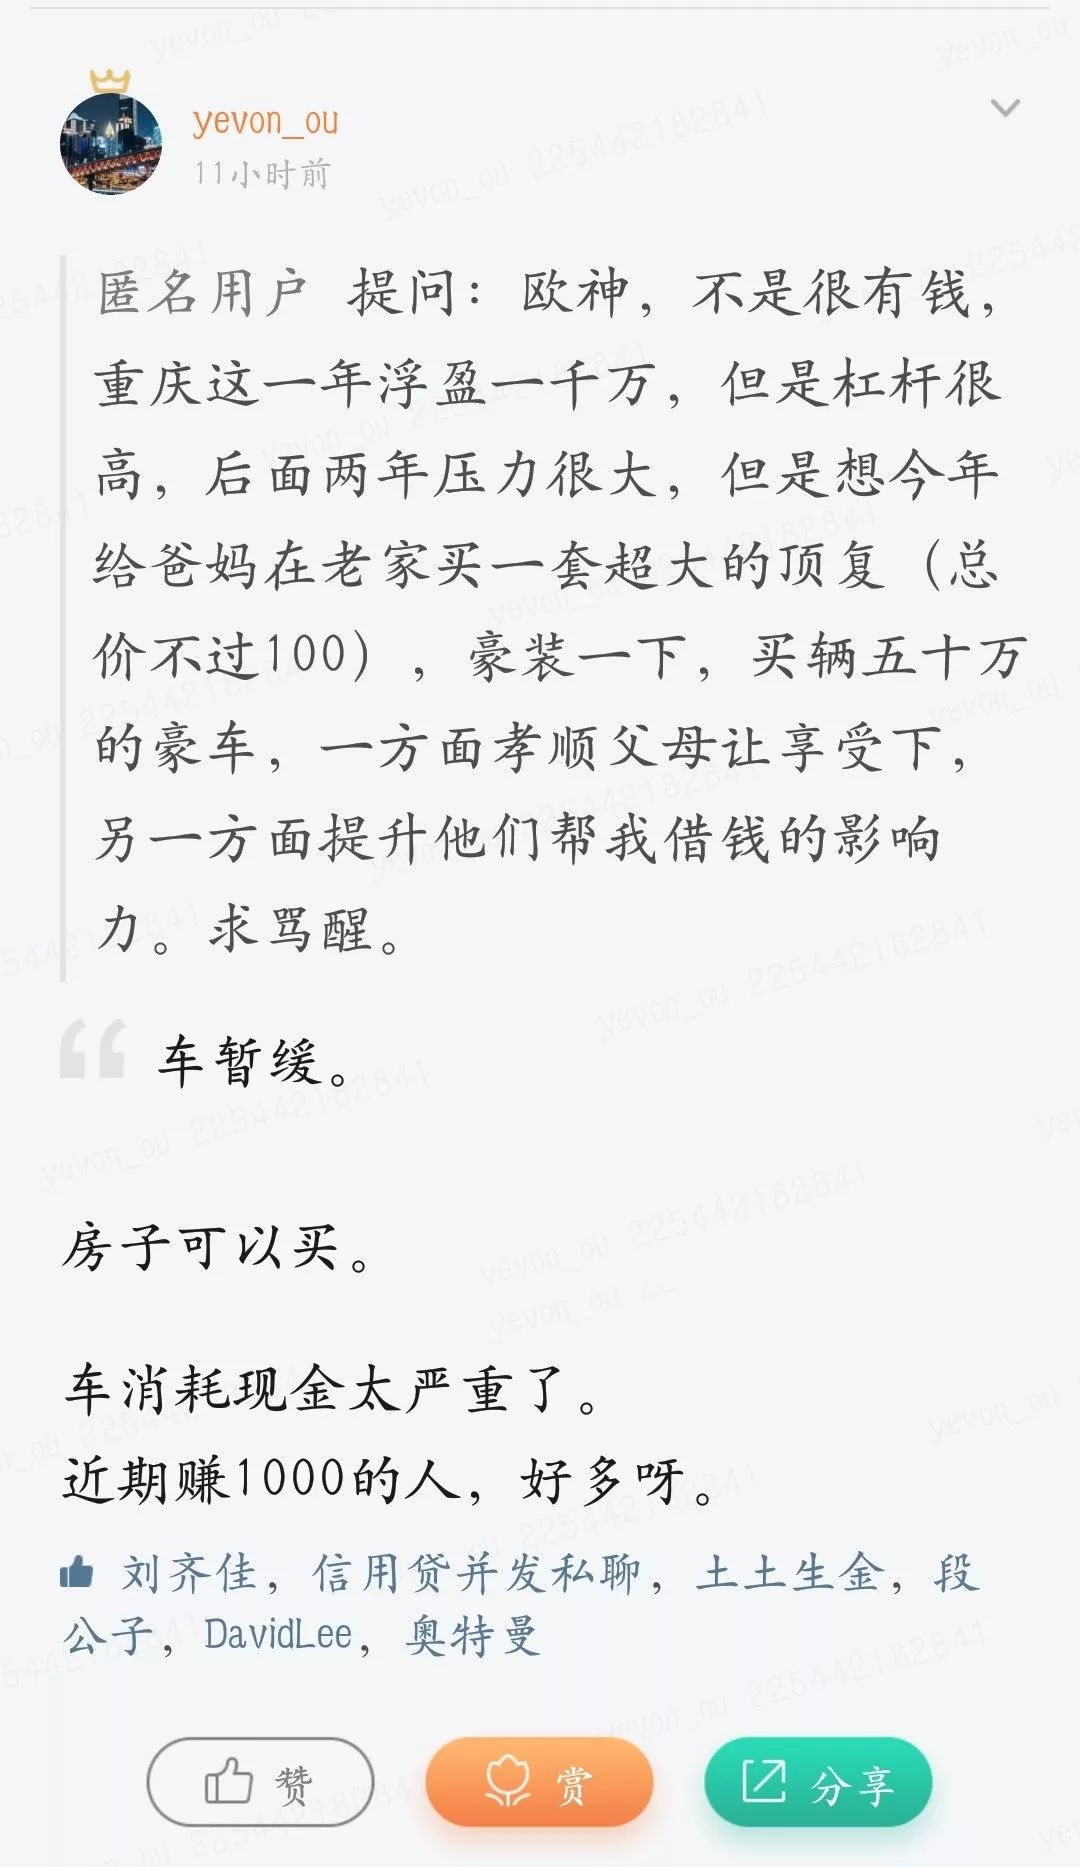 yevon_ou
11小时前
匿名用户 提问：欧神，不是很有钱，
重庆这一年浮盈一千万，但是杠杆很
高，后面两年压力很大，但是想今年
给爸妈在老家买一套超大的顶复（总
价不过100），豪装一下，买辆五十万
的豪车，一方面孝顺父母让享受下，
另一方面提升他们帮我借钱的影响
力。求骂醒。
车暂缓。
房子可以买。
车消耗现金太严重了。
近期赚1000的人，好多呀。
刘齐佳，信用贷并发私聊，土土生金，段
公子，DavidLee，奥特曼
赞
赏
分享
yevon_ou 225442182841